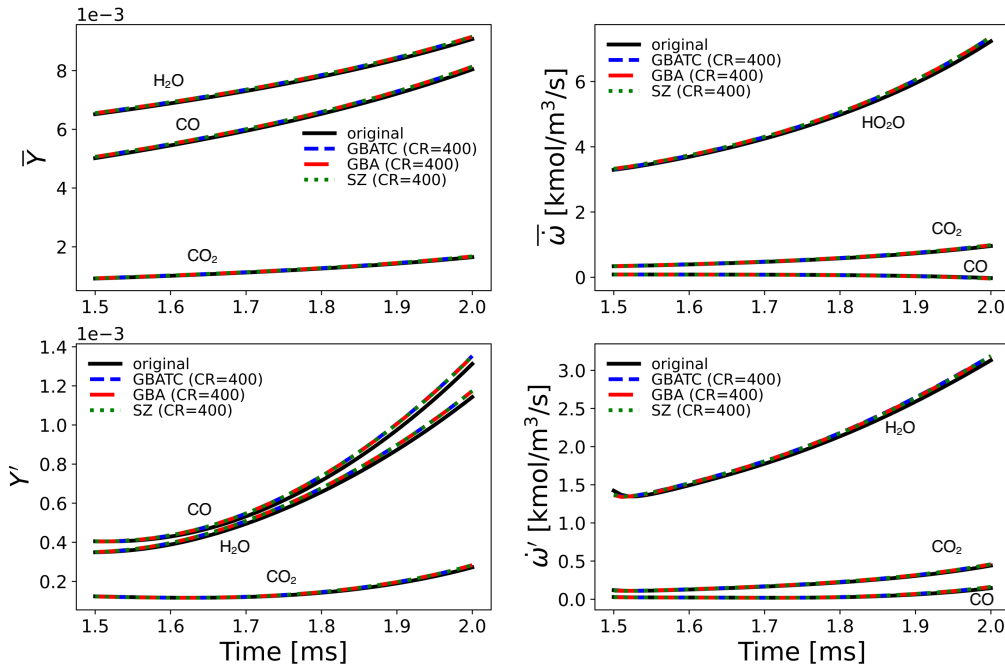 1e−3
8
6
4
2
Y̅
H₂O
CO
CO₂
original
GBATC (CR=400)
GBA (CR=400)
SZ (CR=400)
1.5 1.6 1.7 1.8 1.9 2.0
6
4
2
0
ω̇̅ [kmol/m³/s]
original
GBATC (CR=400)
GBA (CR=400)
SZ (CR=400)
HO₂O
CO₂
CO
1.5 1.6 1.7 1.8 1.9 2.0
1e−3
1.4
1.2
1.0
0.8
0.6
0.4
0.2
Y′
original
GBATC (CR=400)
GBA (CR=400)
SZ (CR=400)
CO
H₂O
CO₂
1.5 1.6 1.7 1.8 1.9 2.0
Time [ms]
3.0
2.5
2.0
1.5
1.0
0.5
0.0
ω̇′ [kmol/m³/s]
original
GBATC (CR=400)
GBA (CR=400)
SZ (CR=400)
H₂O
CO₂
CO
1.5 1.6 1.7 1.8 1.9 2.0
Time [ms]